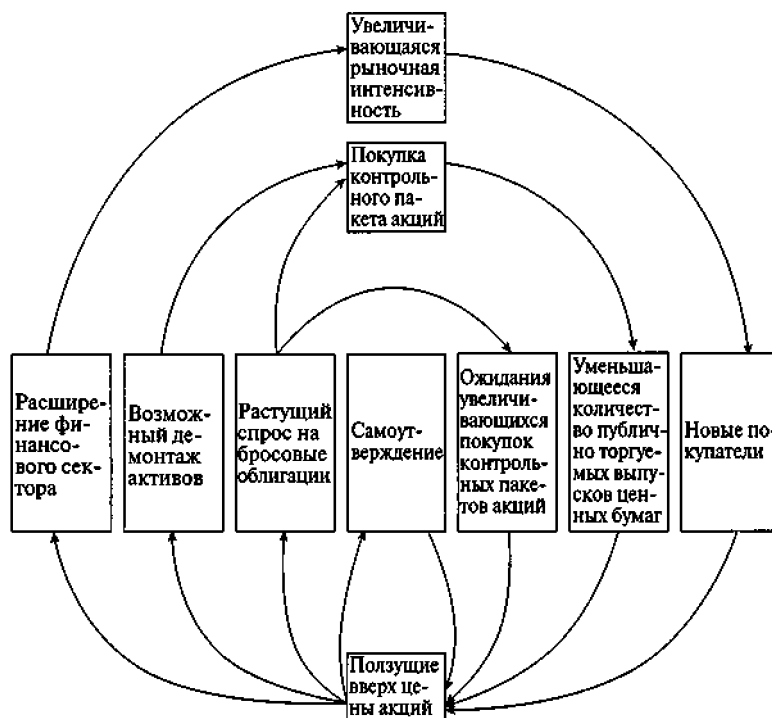 Увеличи-
вающаяся
рыночная
интенсив-
ность
Покупка
контроль-
ного па-
кета акций
Расшире-
ние фи-
нансо-
вого сек-
тора
Возмож-
ный де-
монтаж
активов
Растущий
спрос на
бросовые
облигации
Самоут-
верждение
Ожидания
увеличи-
вающихся
покупок
контроль-
ных паке-
тов акций
Уменьша-
ющееся
количест-
во публич-
но торгуе-
мых выпу-
сков цен-
ных бумаг
Новые по-
купатели
Ползущие
вверх це-
ны акций